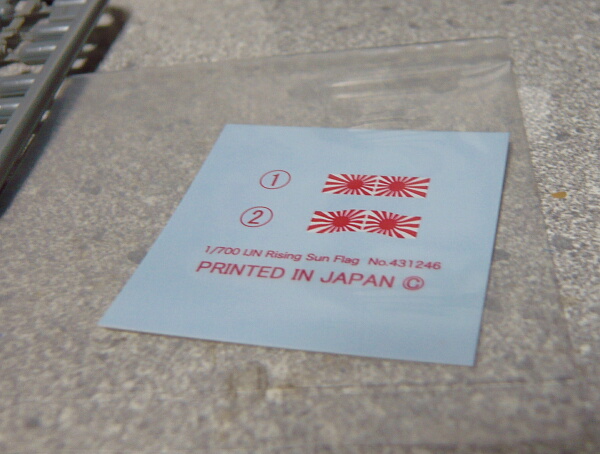 ①
②
1/700 IJN Rising Sun Flag No.431246
PRINTED IN JAPAN ©